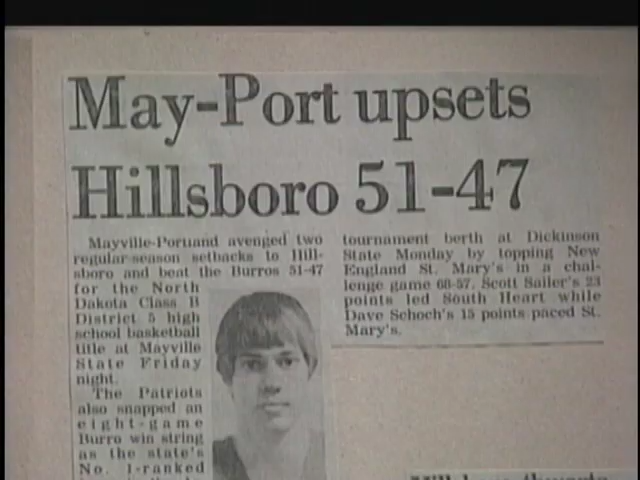 May-Port upsets
Hillsboro 51-47
Mayville-Portland avenged two
regular-season setbacks to Hill-
sboro and beat the Burros 51-47
for the North
Dakota Class B
District 5 high
school basketball
title at Mayville
State Friday
night.
The Patriots
also snapped an
eight-game
Burro win string
as the state's
No. 1-ranked
tournament berth at Dickinson
State Monday by topping New
England St. Mary's in a chal-
lenge game 68-57. Scott Sailer's 23
points led South Heart while
Dave Schoch's 15 points paced St.
Mary's.